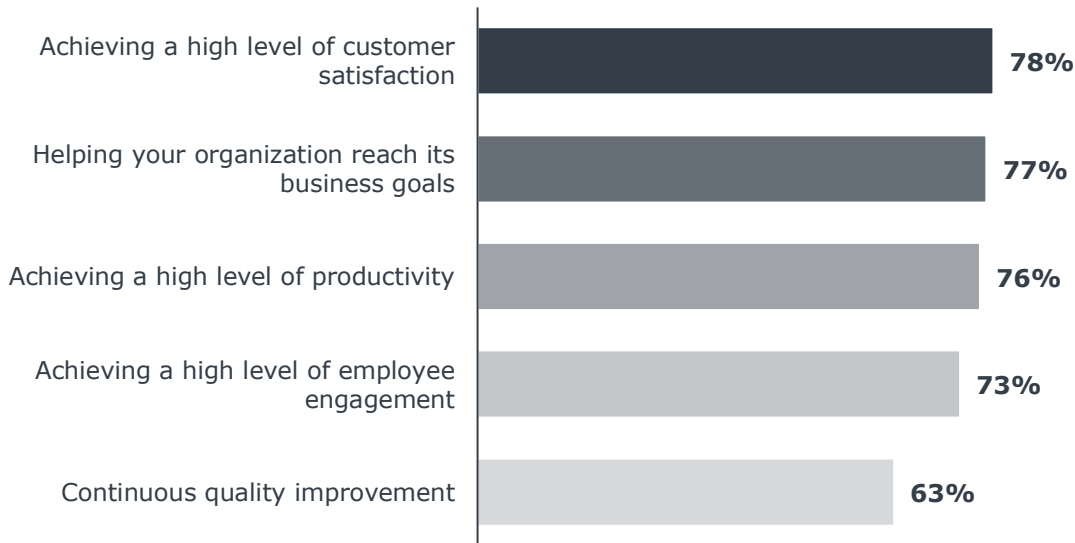 Achieving a high level of customer
satisfaction
78%
Helping your organization reach its
business goals
77%
Achieving a high level of productivity
76%
Achieving a high level of employee
engagement
73%
Continuous quality improvement
63%